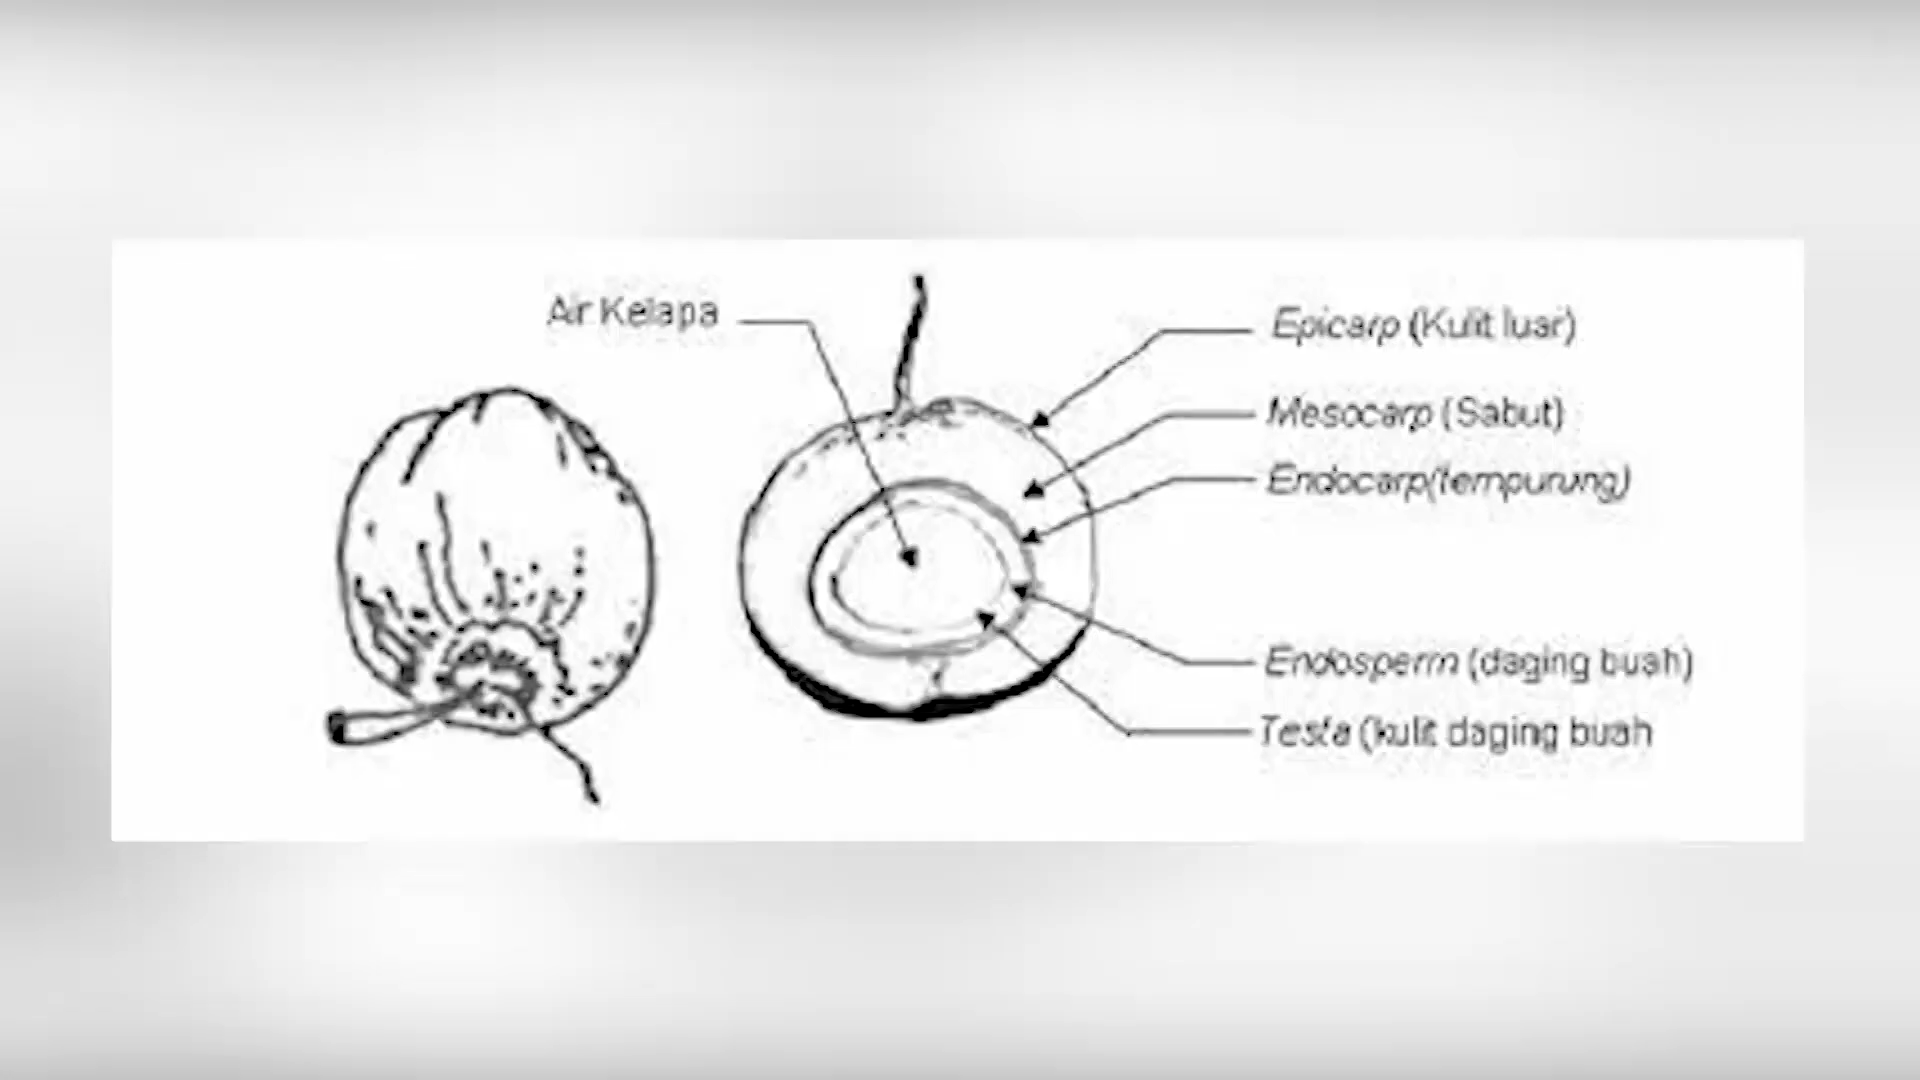 Air Kelapa
Epicarp (Kulit luar)
Mesocarp (Sabut)
Endocarp(tempurung)
Endosperm (daging buah)
Testa (kulit daging buah